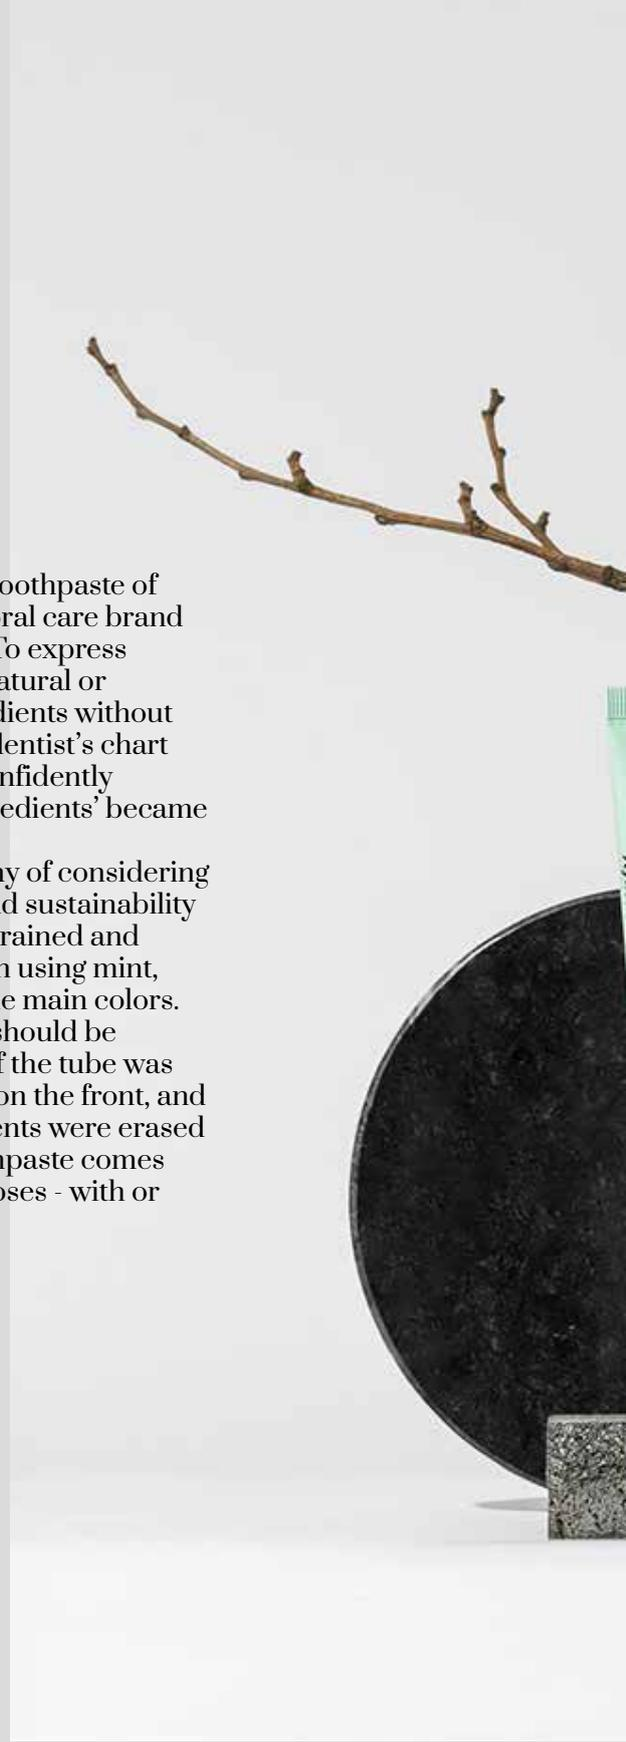 oothpaste of
ral care brand
To express
atural or
dients without
dentist’s chart
nfidently
edients’ became
ny of considering
d sustainability
rained and
n using mint,
e main colors.
should be
f the tube was
on the front, and
ents were erased
hpaste comes
oses - with or